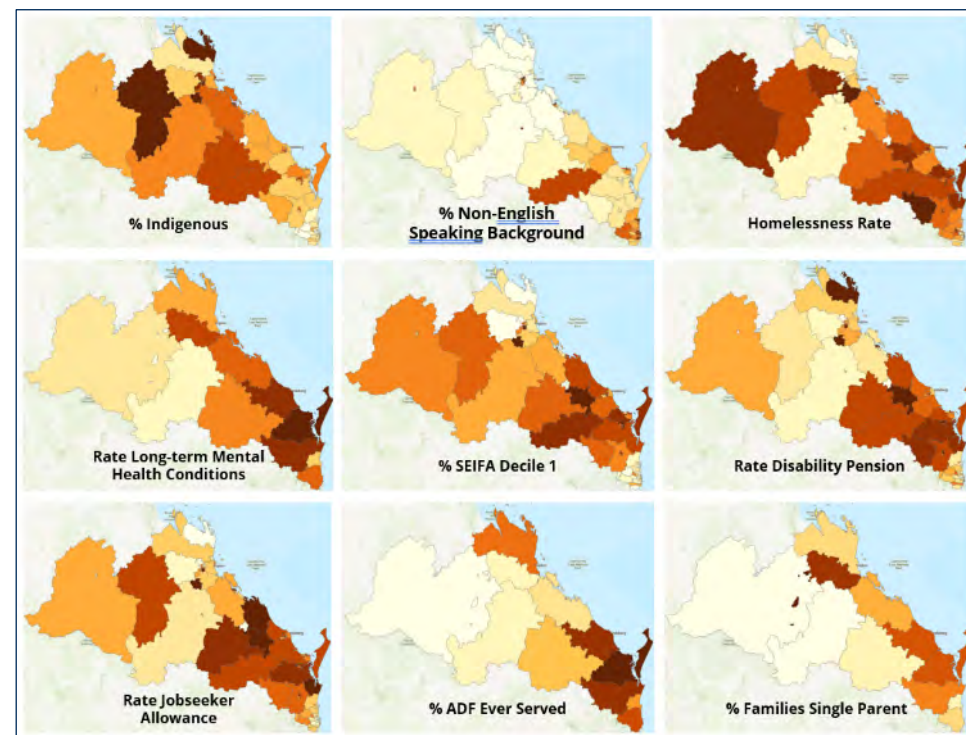 % Indigenous
% Non-English
Speaking Background
Homelessness Rate
Rate Long-term Mental
Health Conditions
% SEIFA Decile 1
Rate Disability Pension
Rate Jobseeker
Allowance
% ADF Ever Served
% Families Single Parent